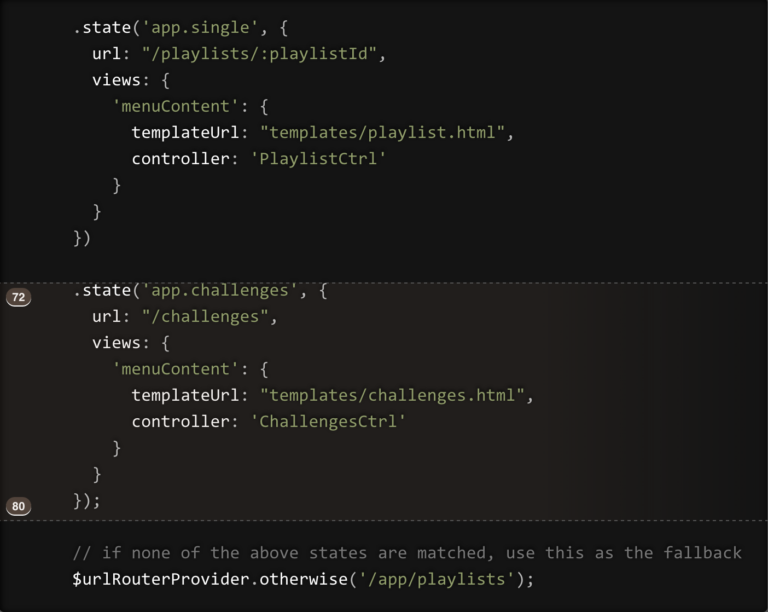 .state('app.single', {
  url: "/playlists/:playlistId",
  views: {
    'menuContent': {
      templateUrl: "templates/playlist.html",
      controller: 'PlaylistCtrl'
    }
  }
})
72
.state('app.challenges', {
  url: "/challenges",
  views: {
    'menuContent': {
      templateUrl: "templates/challenges.html",
      controller: 'ChallengesCtrl'
    }
  }
80
});
// if none of the above states are matched, use this as the fallback
$urlRouterProvider.otherwise('/app/playlists');